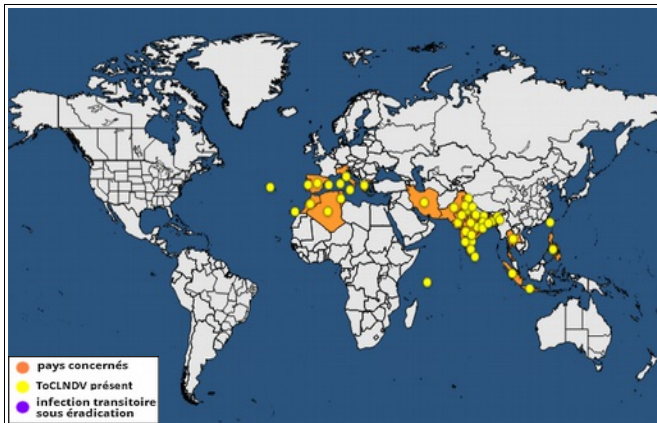 pays concernés
ToCLNDV présent
infection transitoire
sous éradication